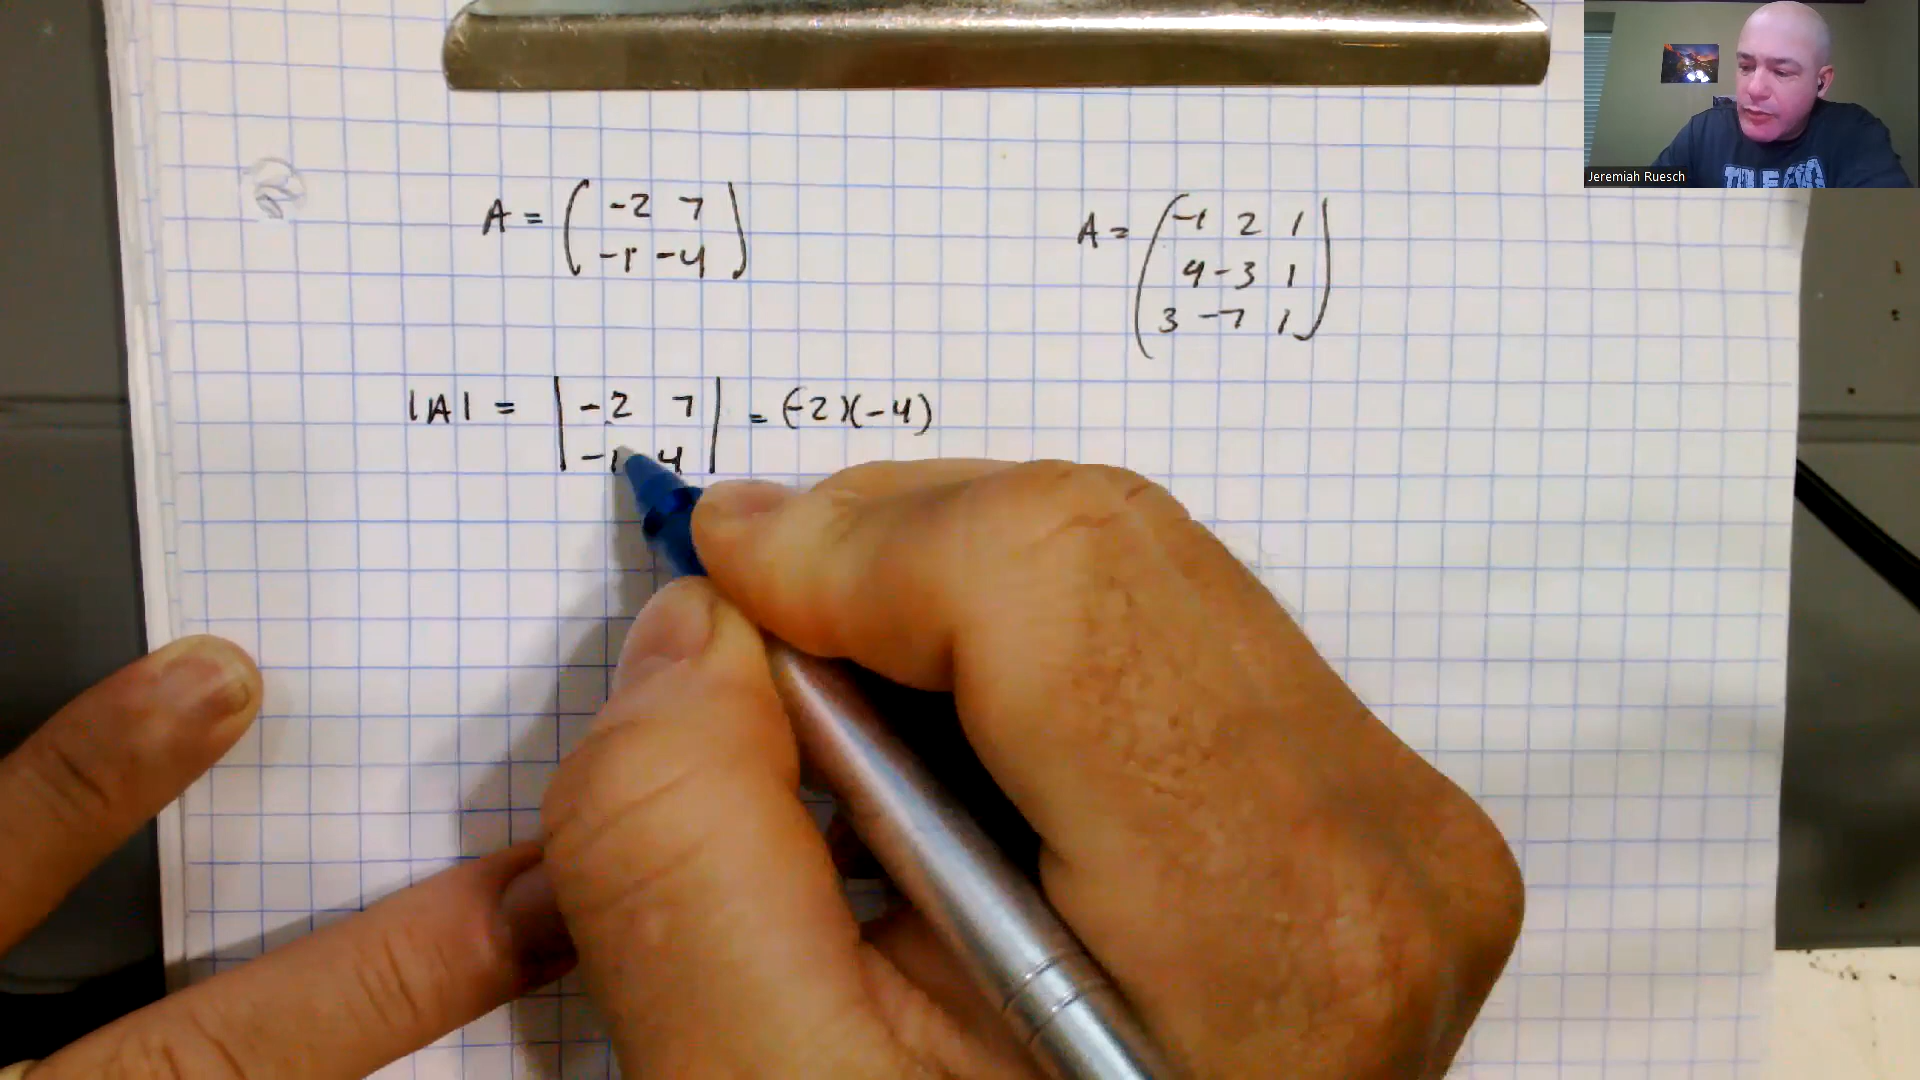 A = ( -2 7
-1 -4 )
A = ( -1 2 1
4 -3 1
3 -7 1 )
|A| = | -2 7 | = (-2)(-4)
-1 4
Jeremiah Ruesch